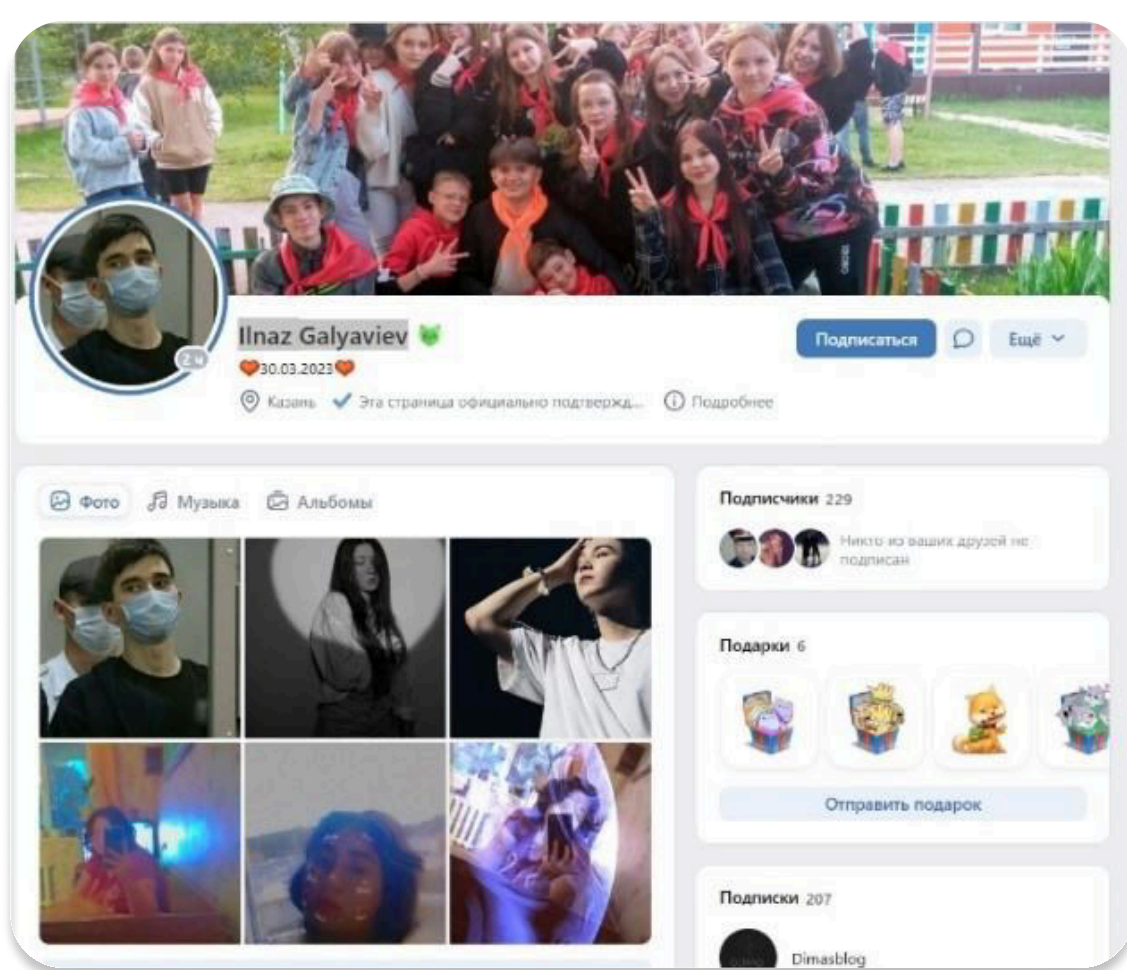 Ilnaz Galyaviev
30.03.2023
Казань Эта страница официально подтвержд... Подробнее
Подписаться
Ещё
2 ч
Фото Музыка Альбомы
Подписчики 229
Никто из ваших друзей не
подписан
Подарки 6
Отправить подарок
Подписки 207
Dimasblog